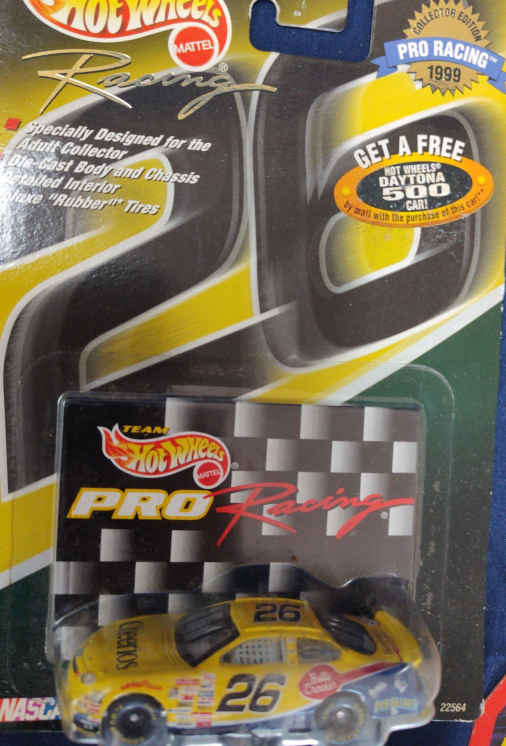 Hot Wheels®
MATTEL
Racing
COLLECTOR EDITION
PRO RACING™
1999
Specially Designed for the
Adult Collector
Die-Cast Body and Chassis
Detailed Interior
Deluxe "Rubber"* Tires
GET A FREE
HOT WHEELS®
DAYTONA
500
CAR!
by mail with the purchase of this car**
26
TEAM
Hot Wheels
MATTEL
PRO Racing®
26
Cheerios
26
Betty
Crocker
NASCA
22564